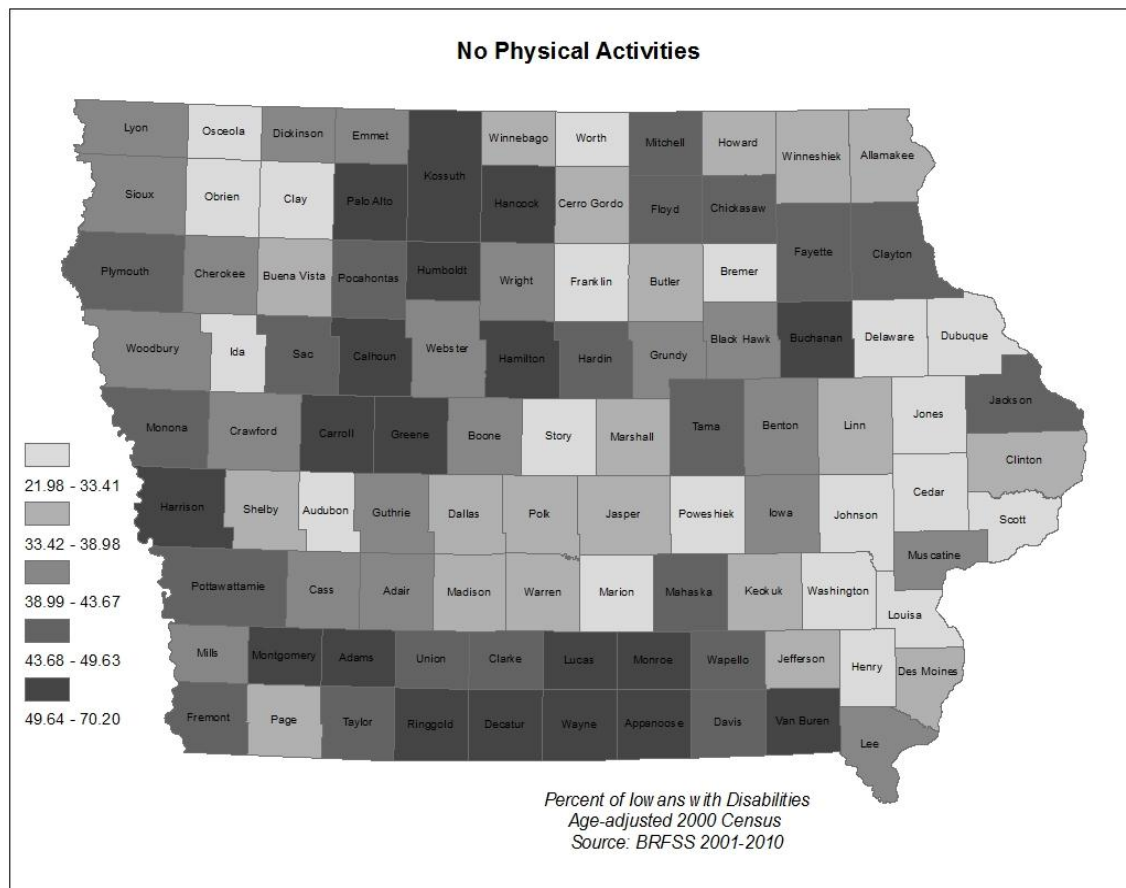 No Physical Activities
Lyon Osceola Dickinson Emmet Kossuth Winnebago Worth Mitchell Howard Winneshiek Allamakee
Sioux Obrien Clay Palo Alto Hancock Cerro Gordo Floyd Chickasaw Fayette Clayton
Plymouth Cherokee Buena Vista Pocahontas Humboldt Wright Franklin Butler Bremer
Woodbury Ida Sac Calhoun Webster Hamilton Hardin Grundy Black Hawk Buchanan Delaware Dubuque
Monona Crawford Carroll Greene Boone Story Marshall Tama Benton Linn Jones Jackson
Clinton
Harrison Shelby Audubon Guthrie Dallas Polk Jasper Poweshiek Iowa Johnson Cedar Scott
Muscatine
Pottawattamie Cass Adair Madison Warren Marion Mahaska Keokuk Washington Louisa
Mills Montgomery Adams Union Clarke Lucas Monroe Wapello Jefferson Henry Des Moines
Fremont Page Taylor Ringgold Decatur Wayne Appanoose Davis Van Buren Lee
21.98 - 33.41
33.42 - 38.98
38.99 - 43.67
43.68 - 49.63
49.64 - 70.20
Percent of Iowans with Disabilities
Age-adjusted 2000 Census
Source: BRFSS 2001-2010